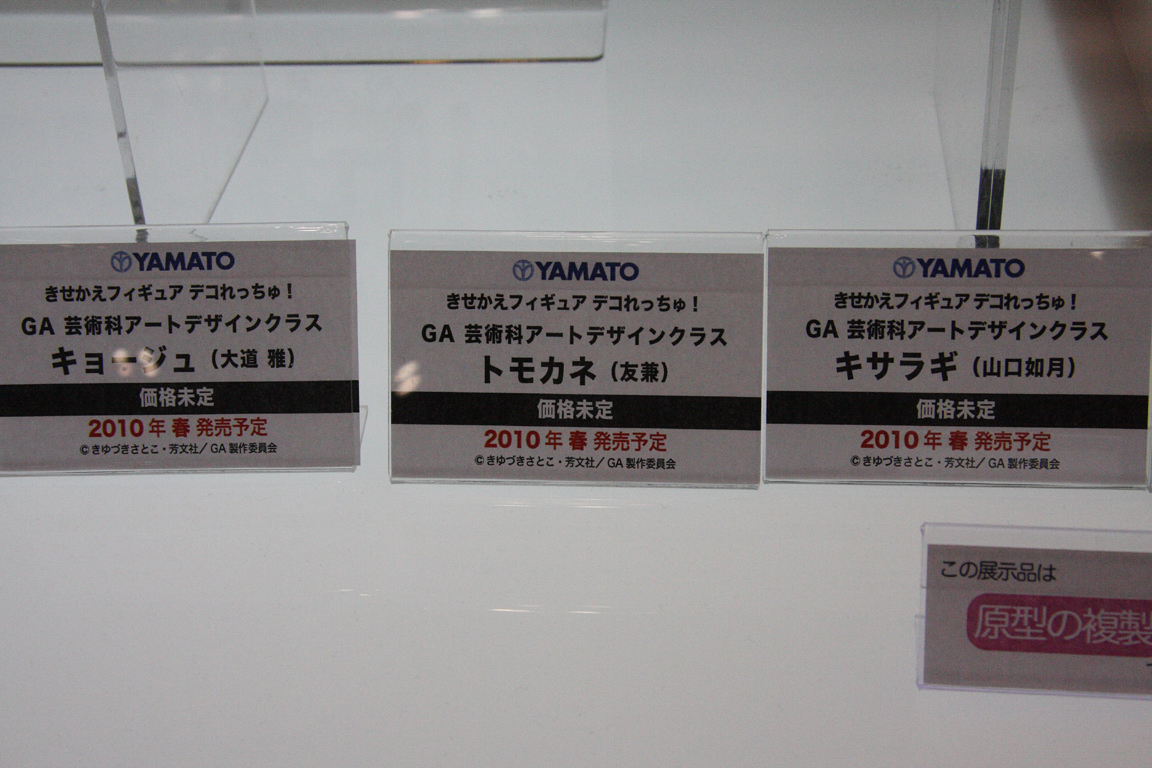 YAMATO
きせかえフィギュア デコれっちゅ！
GA 芸術科アートデザインクラス
キョージュ（大道 雅）
価格未定
2010年 春 発売予定
©きゆづきさとこ・芳文社／GA 製作委員会
YAMATO
きせかえフィギュア デコれっちゅ！
GA 芸術科アートデザインクラス
トモカネ（友兼）
価格未定
2010年 春 発売予定
©きゆづきさとこ・芳文社／GA 製作委員会
YAMATO
きせかえフィギュア デコれっちゅ！
GA 芸術科アートデザインクラス
キサラギ（山口如月）
価格未定
2010年 春 発売予定
©きゆづきさとこ・芳文社／GA 製作委員会
この展示品は
原型の複製